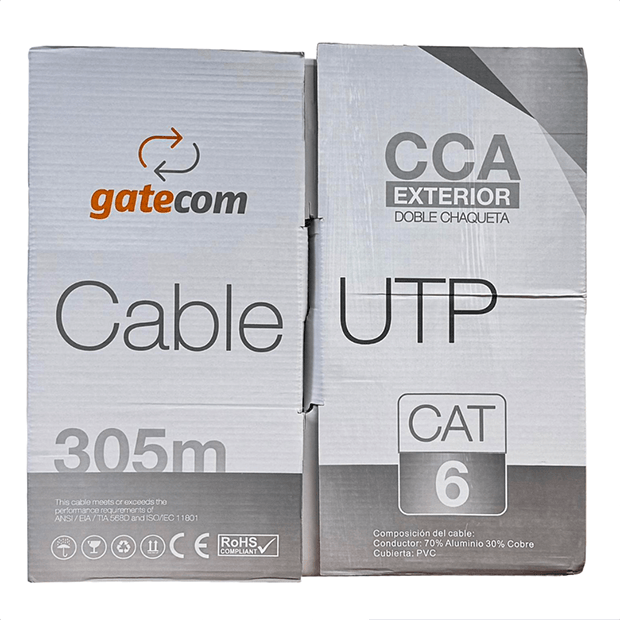 gatecom
Cable
305m
This cable meets or exceeds the
performance requirements of
ANSI / EIA / TIA 568D and ISO/IEC 11801
CE
RoHS
COMPLIANT
CCA
EXTERIOR
DOBLE CHAQUETA
UTP
CAT
6
Composición del cable:
Conductor: 70% Aluminio 30% Cobre
Cubierta: PVC